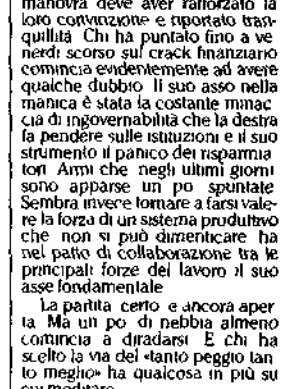 manovra deve aver rafforzato la
loro convinzione e riportato tran-
quillità Chi ha puntato fino a ve
nerdì scorso sul crack finanziario
comincia evidentemente ad avere
qualche dubbio Il suo asso nella
manica è stata la costante minac
cia di ingovernabilità che la destra
fa pendere sulle istituzioni e il suo
strumento il panico dei risparmia
tori Armi che negli ultimi giorni
sono apparse un po spuntate
Sembra invece tornare a farsi vale-
re la forza di un sistema produttivo
che non si può dimenticare ha
nel patto di collaborazione tra le
principali forze del lavoro il suo
asse fondamentale
La partita certo è ancora aper
ta Ma un po di nebbia almeno
comincia a diradarsi E chi ha
scelto la via del «tanto peggio tan
to meglio» ha qualcosa in più su
cui meditare